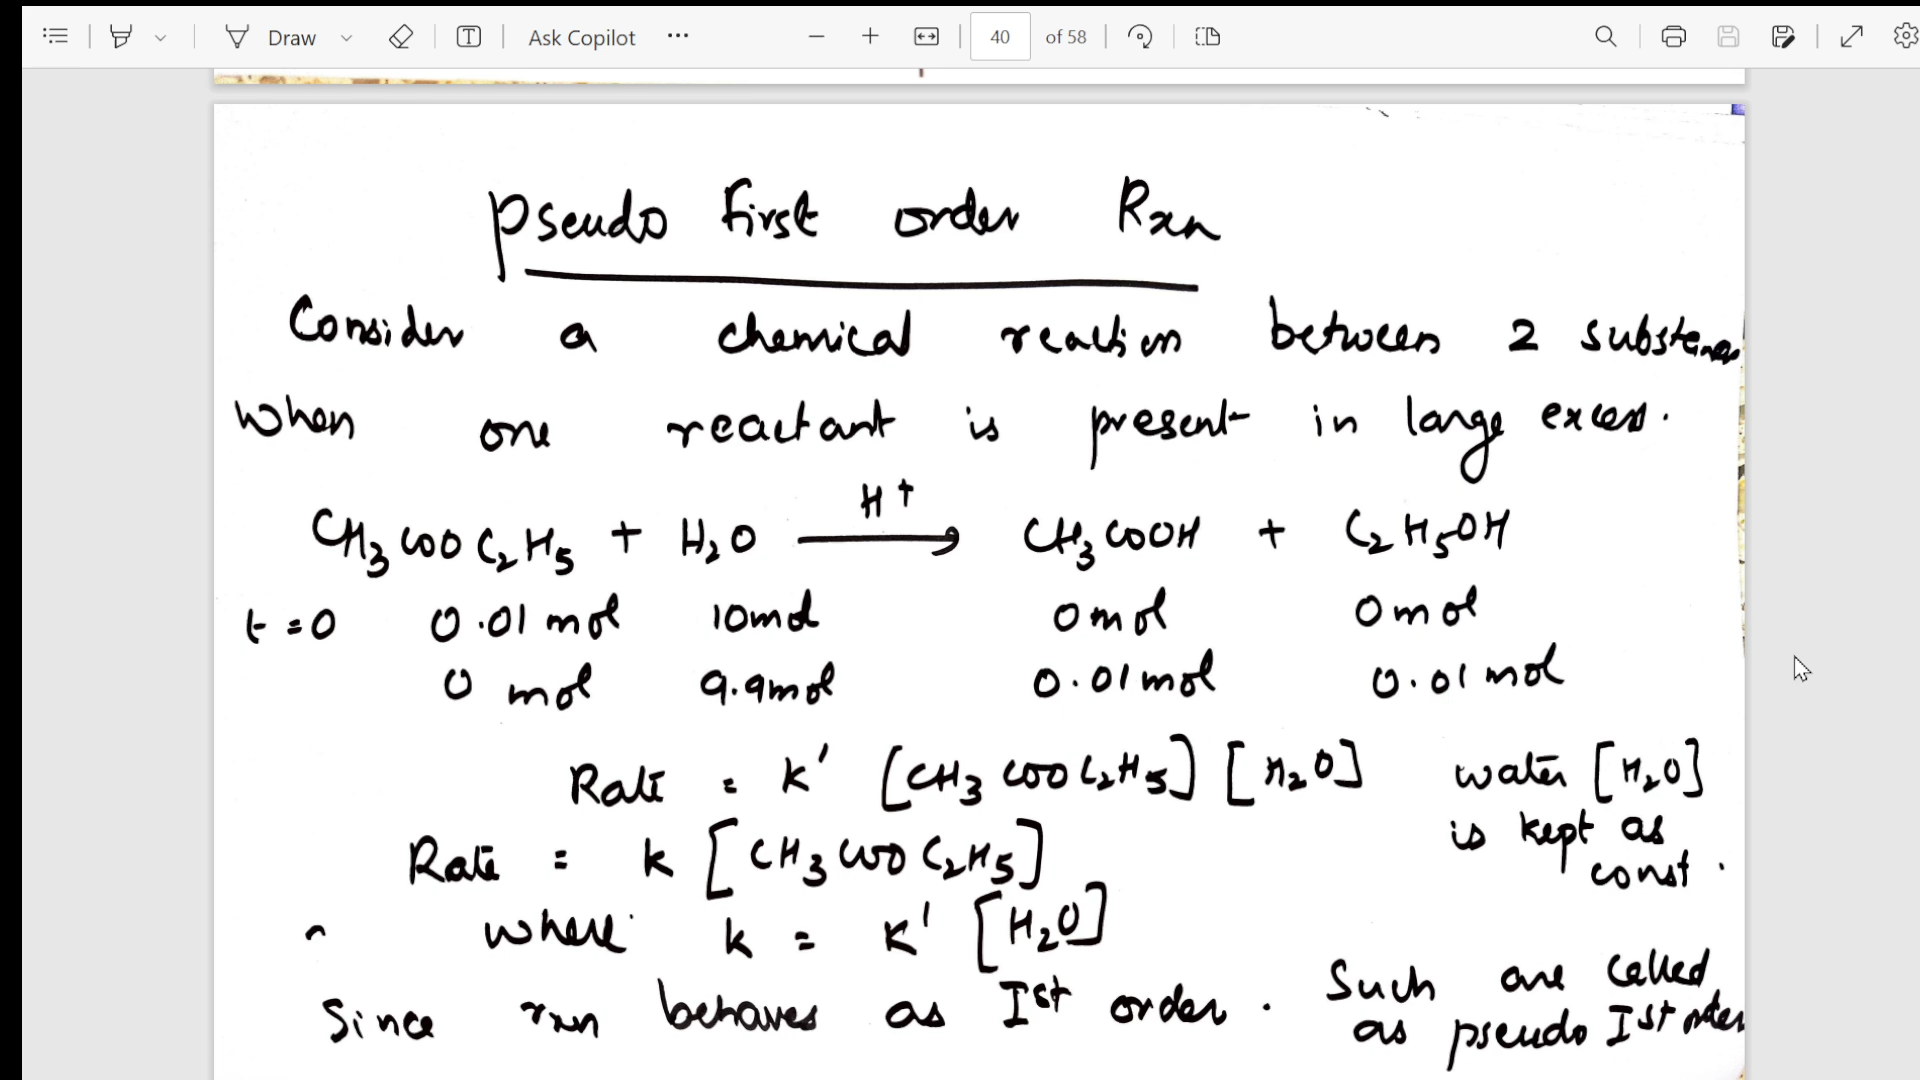 Draw Ask Copilot 40 of 58
Pseudo first order Rxn
Consider a chemical reaction between 2
when one reactant is present in large excess.
CH3COOC2H5 + H2O H+ → CH3COOH + C2H5OH
t=0 0.01 mol 10mol 0mol 0mol
0 mol 9.9mol 0.01mol 0.01 mol
Rate = K' [CH3COOC2H5] [H2O] water [H2O]
is kept as
const.
Rate = k [CH3COOC2H5]
where k = K' [H2O]
Since rxn behaves as Ist order. Such are called
as pseudo Ist order